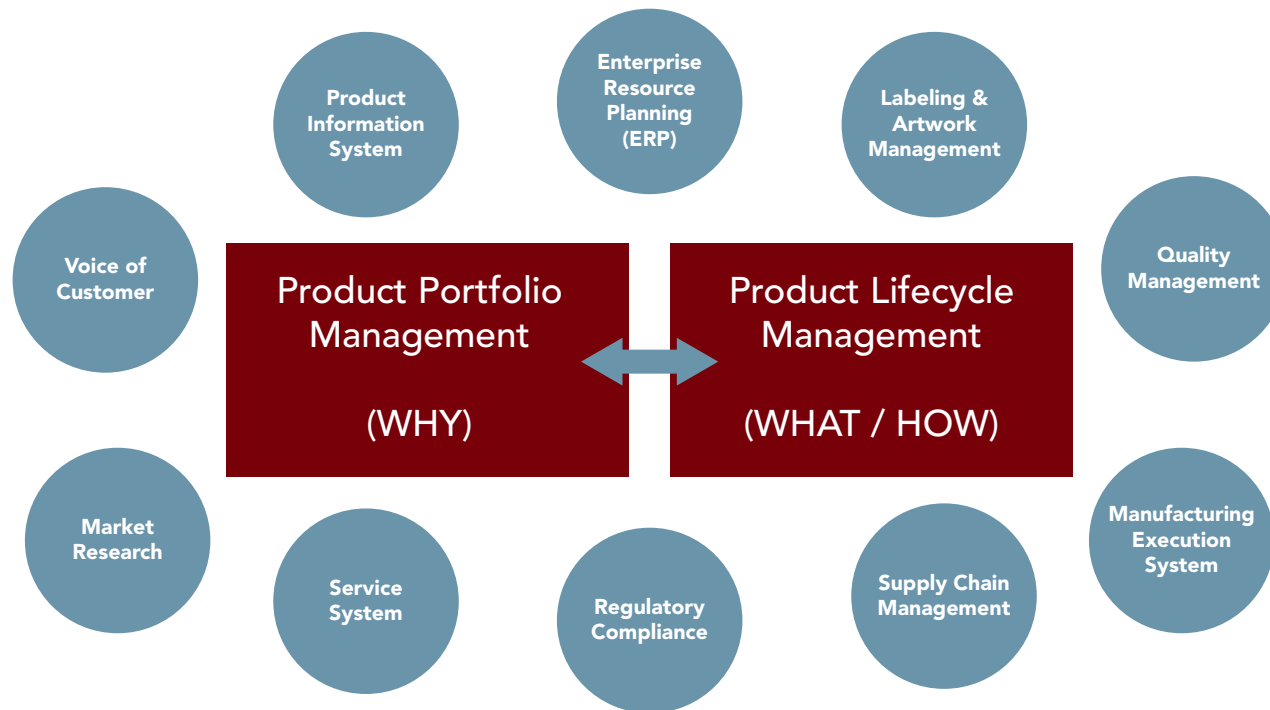 Enterprise
Resource
Planning
(ERP)
Product
Information
System
Labeling &
Artwork
Management
Voice of
Customer
Product Portfolio
Management
(WHY)
Product Lifecycle
Management
(WHAT / HOW)
Quality
Management
Market
Research
Service
System
Regulatory
Compliance
Supply Chain
Management
Manufacturing
Execution
System